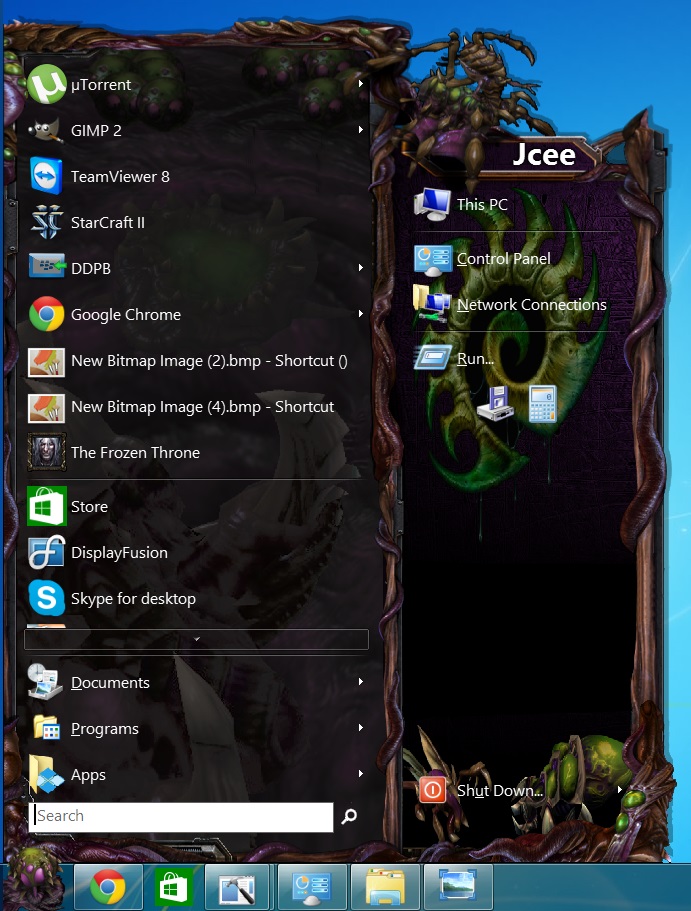 µTorrent
GIMP 2
TeamViewer 8
StarCraft II
DDPB
Google Chrome
New Bitmap Image (2).bmp - Shortcut ()
New Bitmap Image (4).bmp - Shortcut
The Frozen Throne
Store
DisplayFusion
Skype for desktop
Documents
Programs
Apps
Search
Jcee
This PC
Control Panel
Network Connections
Run...
Shut Down...